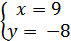 x = 9
y = −8